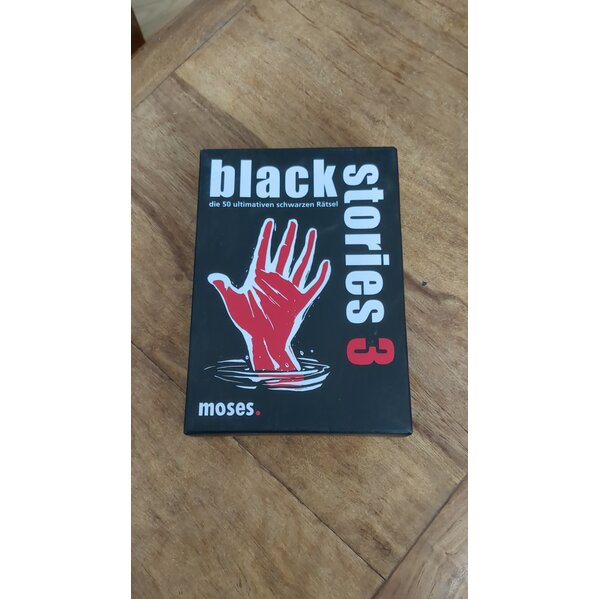 black
stories 3
die 50 ultimativen schwarzen Rätsel
moses.